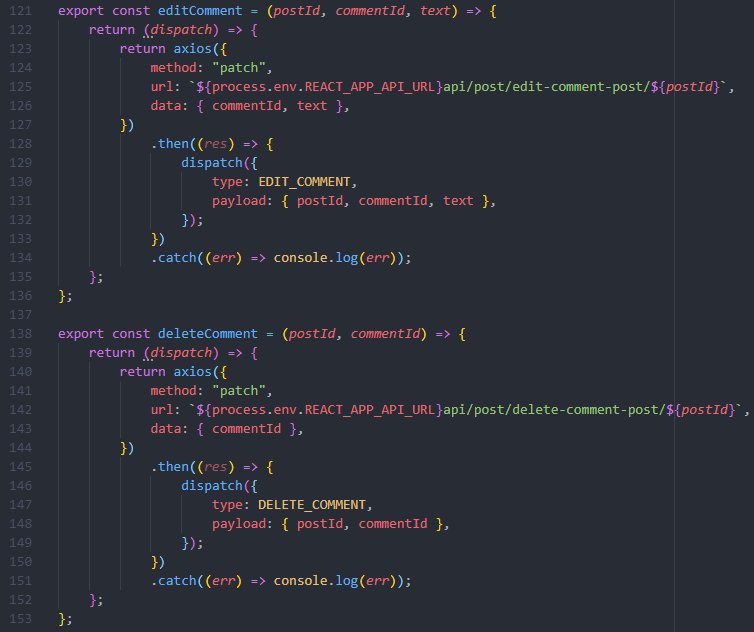 121 export const editComment = (postId, commentId, text) => {
122     return (dispatch) => {
123         return axios({
124             method: "patch",
125             url: `${process.env.REACT_APP_API_URL}api/post/edit-comment-post/${postId}`,
126             data: { commentId, text },
127         })
128             .then((res) => {
129                 dispatch({
130                     type: EDIT_COMMENT,
131                     payload: { postId, commentId, text },
132                 });
133             })
134             .catch((err) => console.log(err));
135     };
136 };
137
138 export const deleteComment = (postId, commentId) => {
139     return (dispatch) => {
140         return axios({
141             method: "patch",
142             url: `${process.env.REACT_APP_API_URL}api/post/delete-comment-post/${postId}`,
143             data: { commentId },
144         })
145             .then((res) => {
146                 dispatch({
147                     type: DELETE_COMMENT,
148                     payload: { postId, commentId },
149                 });
150             })
151             .catch((err) => console.log(err));
152     };
153 };